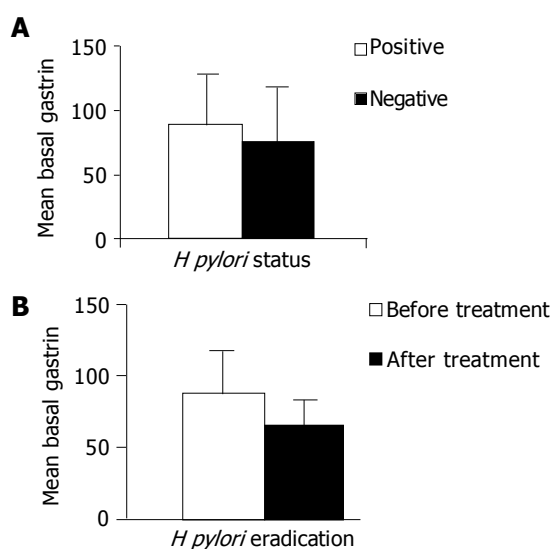 A
Mean basal gastrin
150
100
50
0
Positive
Negative
H pylori status
B
Mean basal gastrin
150
100
50
0
Before treatment
After treatment
H pylori eradication